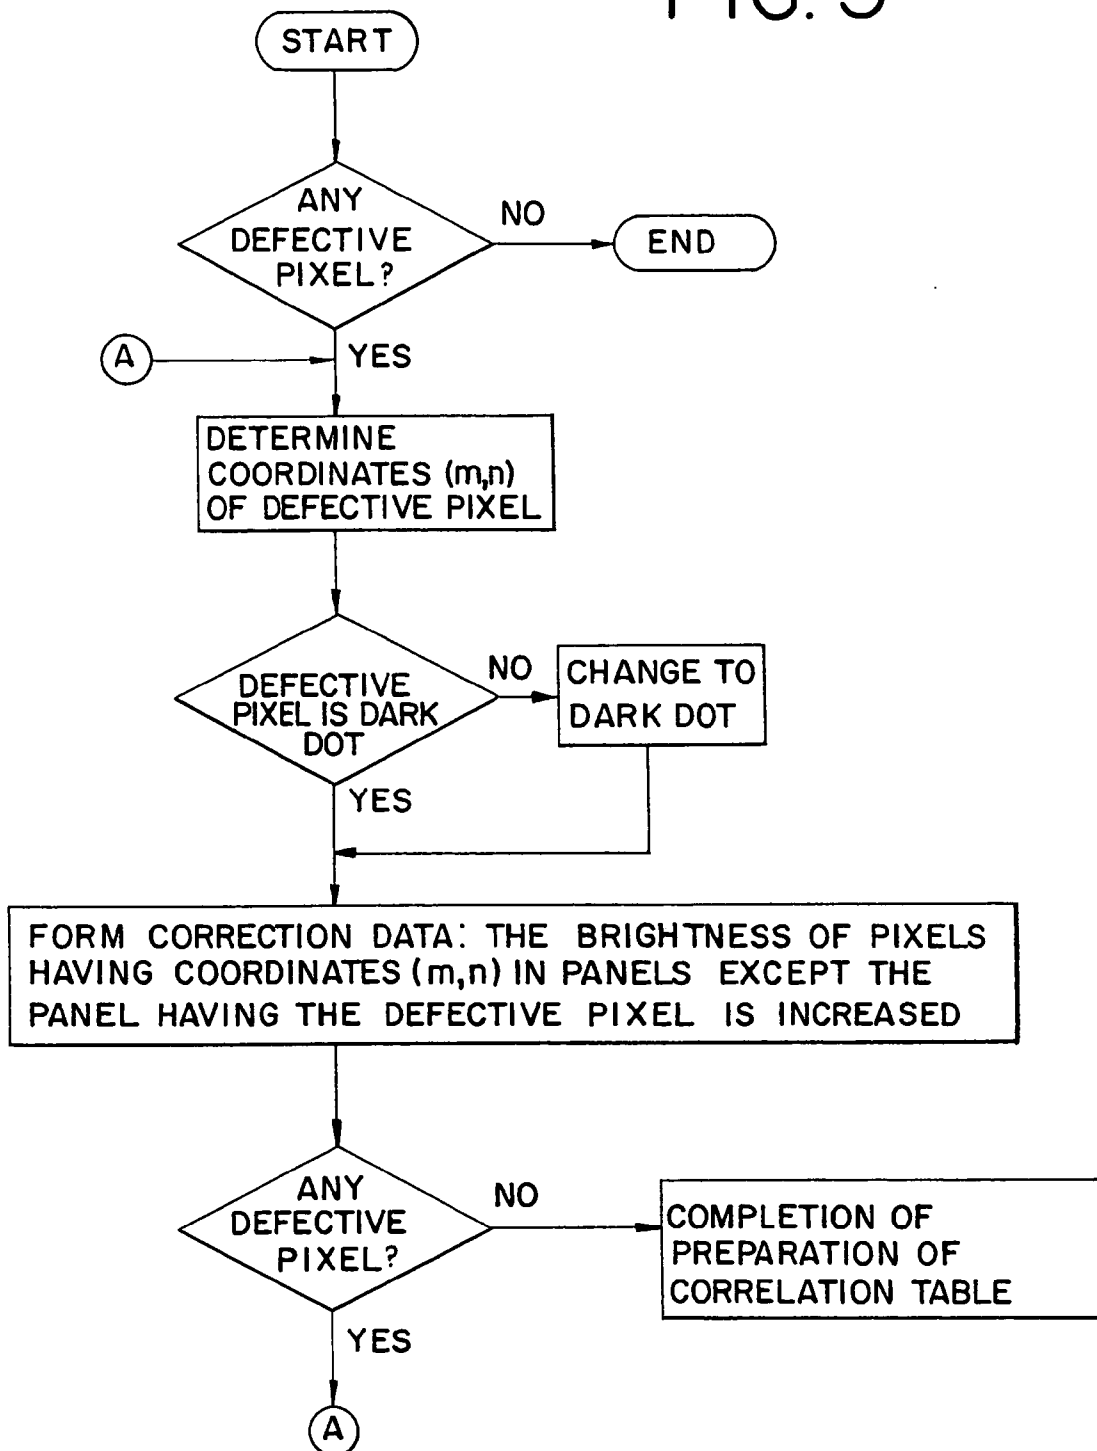 FIG. 5
START
ANY
DEFECTIVE
PIXEL?
NO
END
A
YES
DETERMINE
COORDINATES (m,n)
OF DEFECTIVE PIXEL
DEFECTIVE
PIXEL IS DARK
DOT
NO
CHANGE TO
DARK DOT
YES
FORM CORRECTION DATA: THE BRIGHTNESS OF PIXELS
HAVING COORDINATES (m,n) IN PANELS EXCEPT THE
PANEL HAVING THE DEFECTIVE PIXEL IS INCREASED
ANY
DEFECTIVE
PIXEL?
NO
COMPLETION OF
PREPARATION OF
CORRELATION TABLE
YES
A